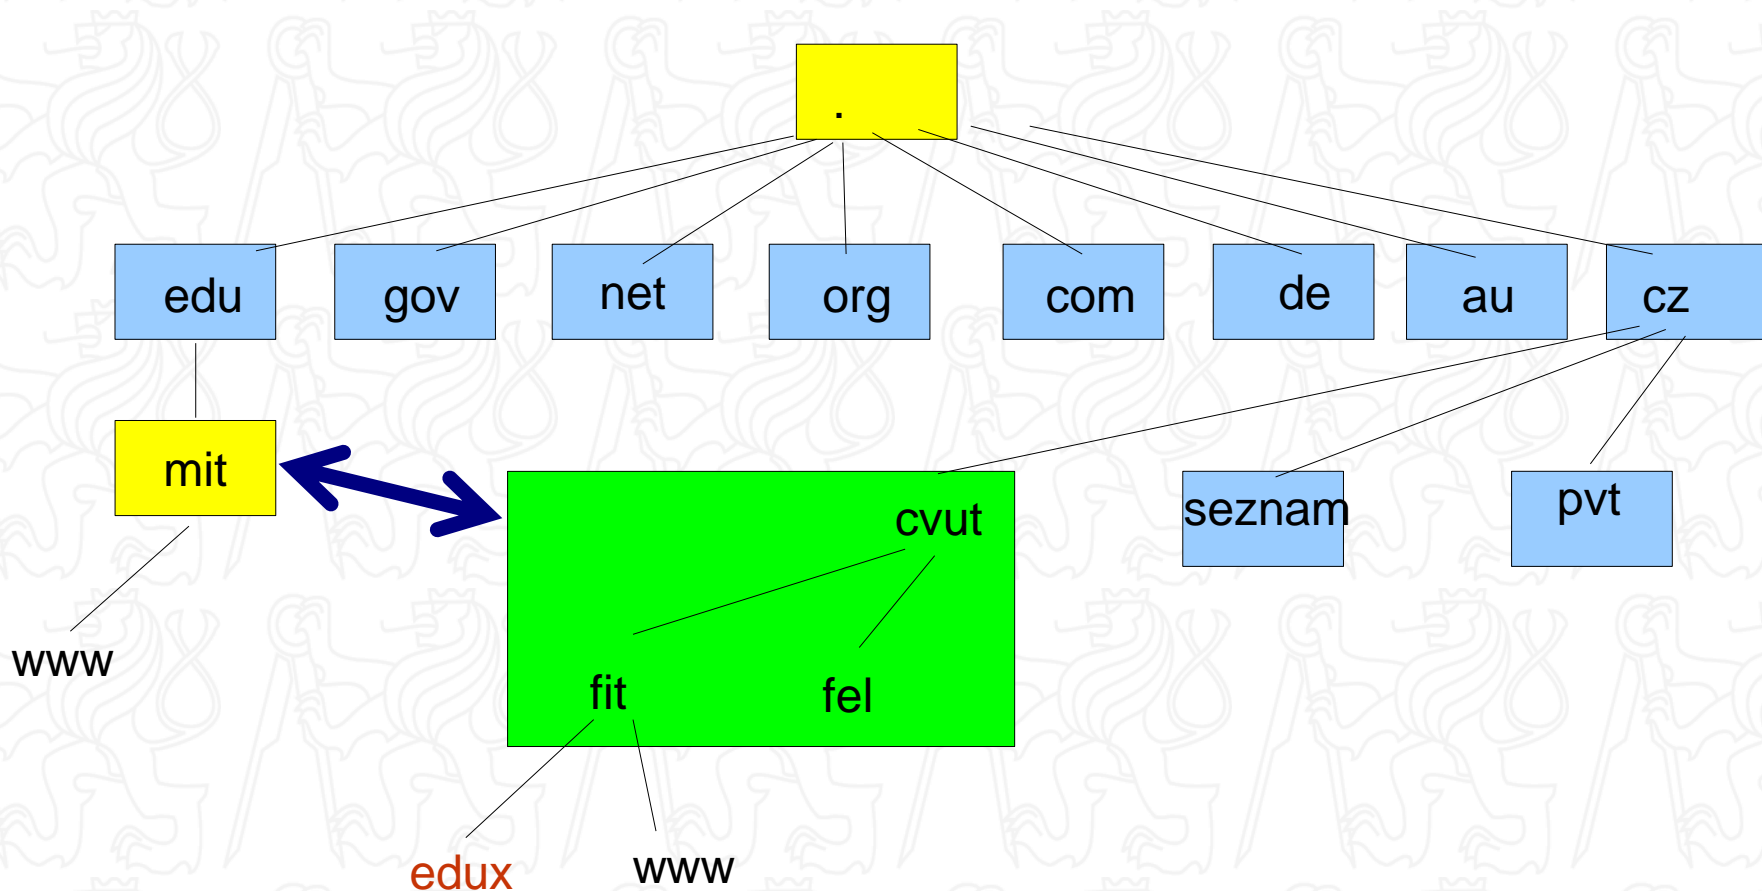 .
edu gov net org com de au cz
mit
cvut seznam pvt
www
fit fel
edux www